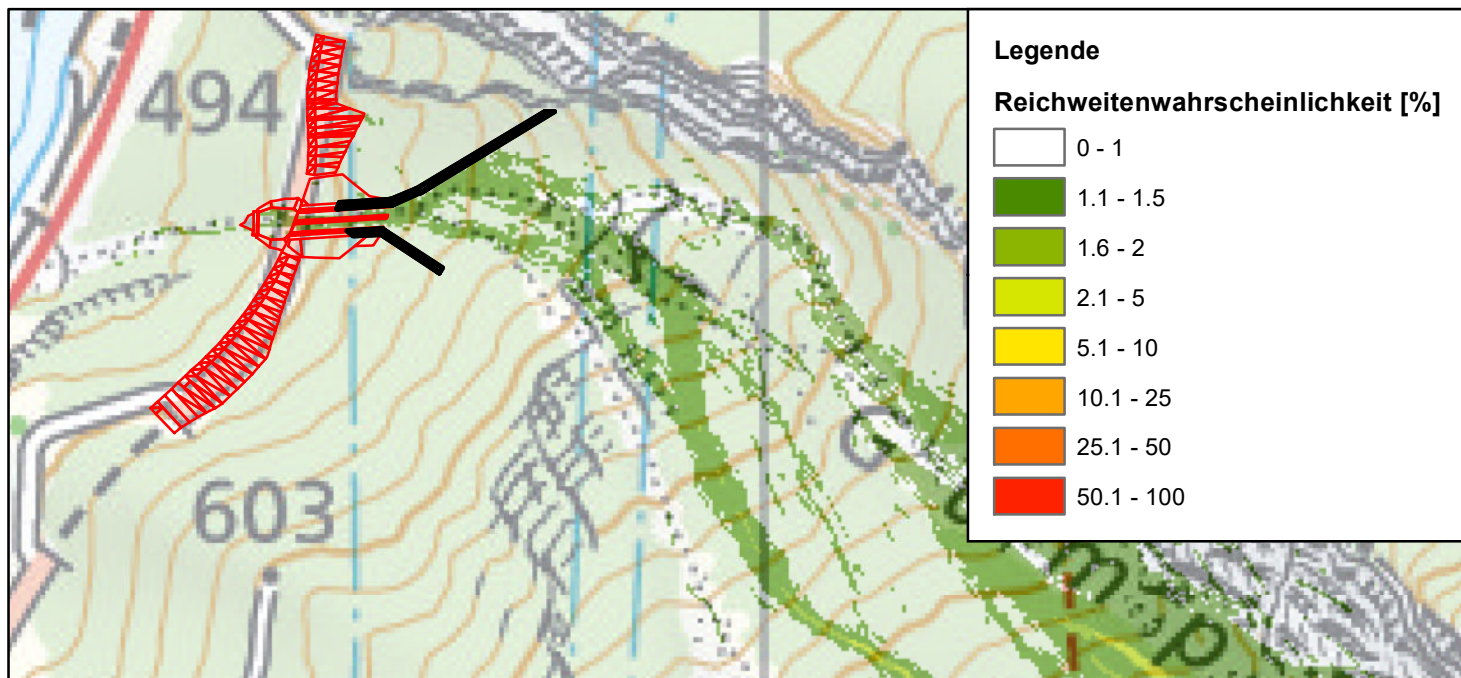 Legende
Reichweitenwahrscheinlichkeit [%]
0 - 1
1.1 - 1.5
1.6 - 2
2.1 - 5
5.1 - 10
10.1 - 25
25.1 - 50
50.1 - 100
494
603